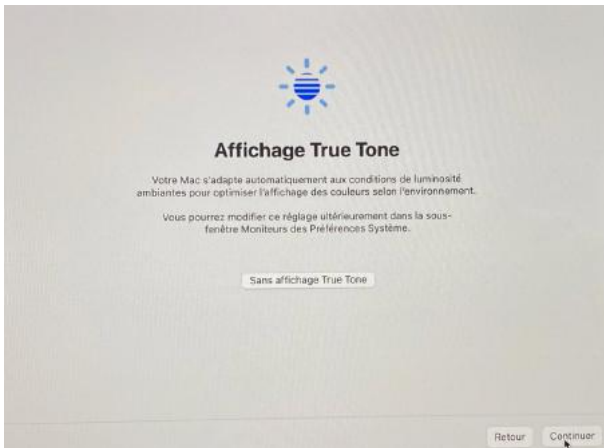 Affichage True Tone
Votre Mac s'adapte automatiquement aux conditions de luminosité
ambiantes pour optimiser l'affichage des couleurs selon l'environnement.
Vous pourrez modifier ce réglage ultérieurement dans la sous-
fenêtre Moniteurs des Préférences Système.
Sans affichage True Tone
Retour
Continuer